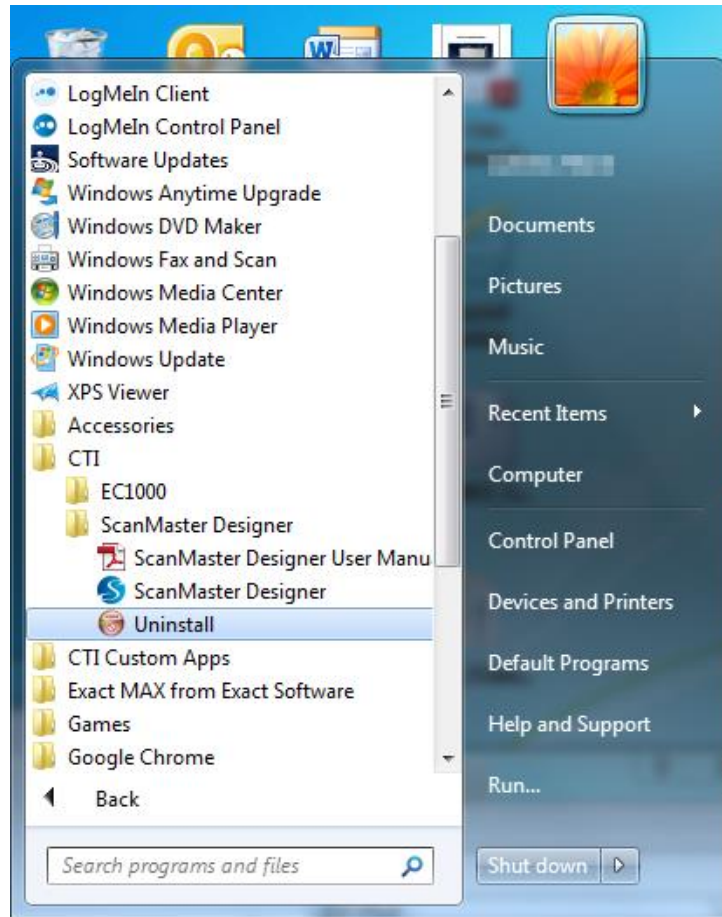 LogMeIn Client
LogMeIn Control Panel
Software Updates
Windows Anytime Upgrade
Windows DVD Maker
Windows Fax and Scan
Windows Media Center
Windows Media Player
Windows Update
XPS Viewer
Accessories
CTI
EC1000
ScanMaster Designer
ScanMaster Designer User Manu
ScanMaster Designer
Uninstall
CTI Custom Apps
Exact MAX from Exact Software
Games
Google Chrome
Back
Search programs and files
Documents
Pictures
Music
Recent Items
Computer
Control Panel
Devices and Printers
Default Programs
Help and Support
Run...
Shut down